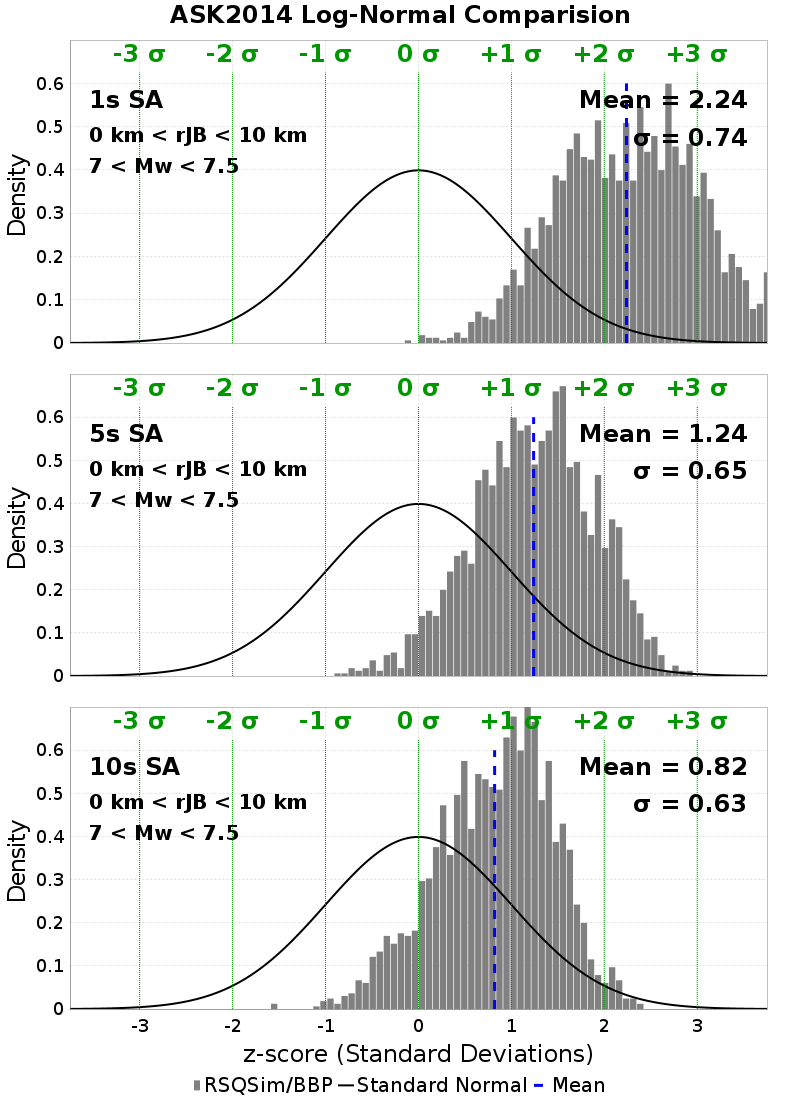 ASK2014 Log-Normal Comparision
-3 σ -2 σ -1 σ 0 σ +1 σ +2 σ +3 σ
1s SA
0 km < rJB < 10 km
7 < Mw < 7.5
Mean = 2.24
σ = 0.74
Density
0.6
0.5
0.4
0.3
0.2
0.1
0
-3 σ -2 σ -1 σ 0 σ +1 σ +2 σ +3 σ
5s SA
0 km < rJB < 10 km
7 < Mw < 7.5
Mean = 1.24
σ = 0.65
Density
0.6
0.5
0.4
0.3
0.2
0.1
0
-3 σ -2 σ -1 σ 0 σ +1 σ +2 σ +3 σ
10s SA
0 km < rJB < 10 km
7 < Mw < 7.5
Mean = 0.82
σ = 0.63
Density
0.6
0.5
0.4
0.3
0.2
0.1
0
-3 -2 -1 0 1 2 3
z-score (Standard Deviations)
RSQSim/BBP Standard Normal Mean